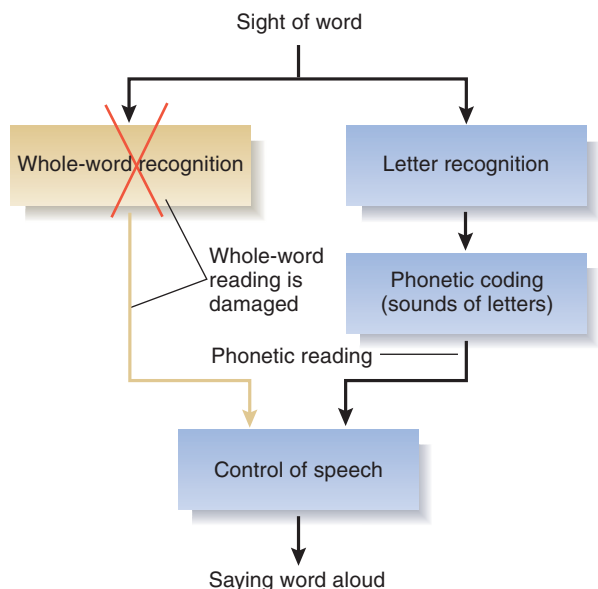 Sight of word
Whole-word recognition
Letter recognition
Whole-word
reading is
damaged
Phonetic coding
(sounds of letters)
Phonetic reading
Control of speech
Saying word aloud